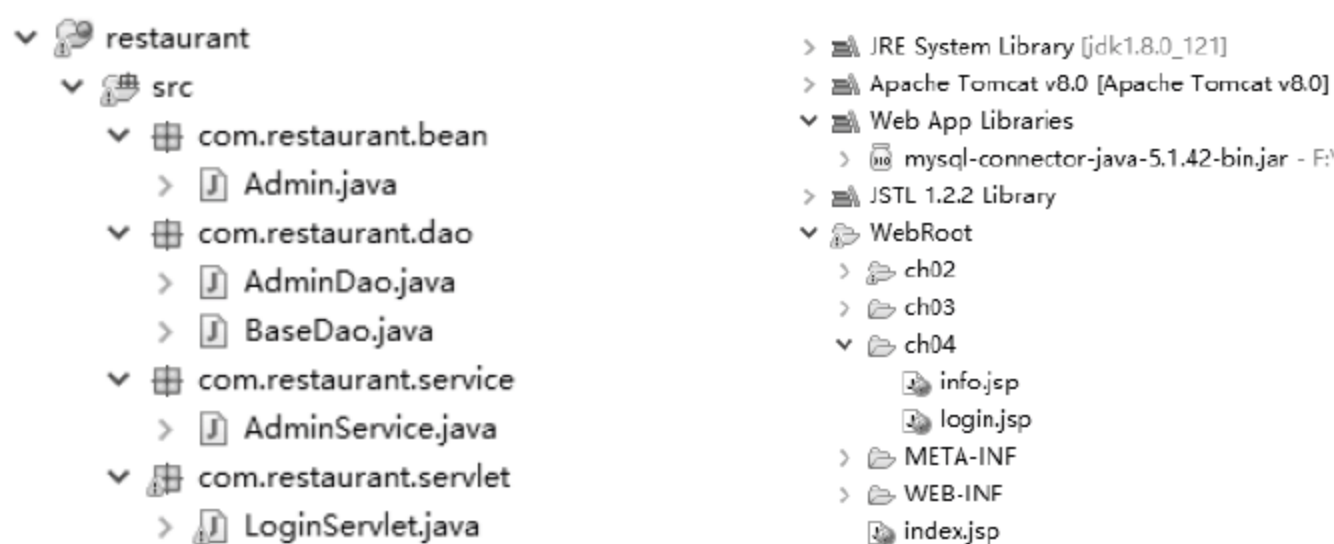 restaurant
src
com.restaurant.bean
Admin.java
com.restaurant.dao
AdminDao.java
BaseDao.java
com.restaurant.service
AdminService.java
com.restaurant.servlet
LoginServlet.java
JRE System Library [jdk1.8.0_121]
Apache Tomcat v8.0 [Apache Tomcat v8.0]
Web App Libraries
mysql-connector-java-5.1.42-bin.jar - F:\
JSTL 1.2.2 Library
WebRoot
ch02
ch03
ch04
info.jsp
login.jsp
META-INF
WEB-INF
index.jsp